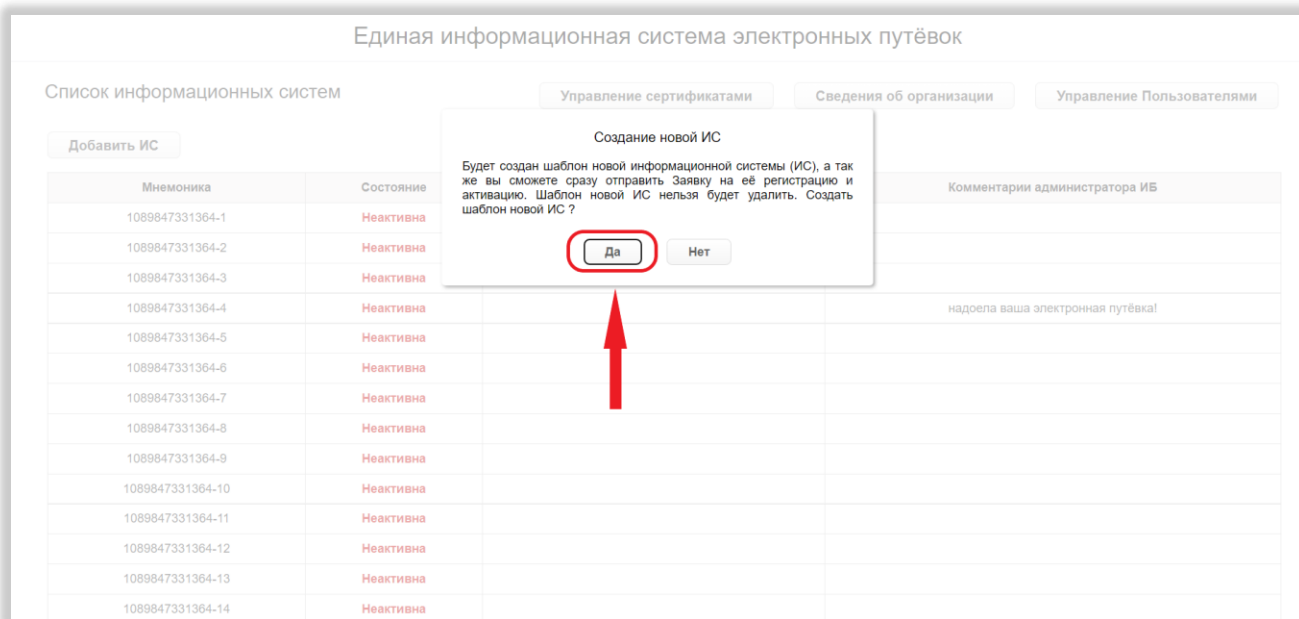 Единая информационная система электронных путёвок
Список информационных систем
Управление сертификатами
Сведения об организации
Управление Пользователями
Добавить ИС
Создание новой ИС
Будет создан шаблон новой информационной системы (ИС), а так
же вы сможете сразу отправить Заявку на её регистрацию и
активацию. Шаблон новой ИС нельзя будет удалить. Создать
шаблон новой ИС ?
Да Нет
Мнемоника Состояние Комментарии администратора ИБ
1089847331364-1 Неактивна
1089847331364-2 Неактивна
1089847331364-3 Неактивна
1089847331364-4 Неактивна надоела ваша электронная путёвка!
1089847331364-5 Неактивна
1089847331364-6 Неактивна
1089847331364-7 Неактивна
1089847331364-8 Неактивна
1089847331364-9 Неактивна
1089847331364-10 Неактивна
1089847331364-11 Неактивна
1089847331364-12 Неактивна
1089847331364-13 Неактивна
1089847331364-14 Неактивна